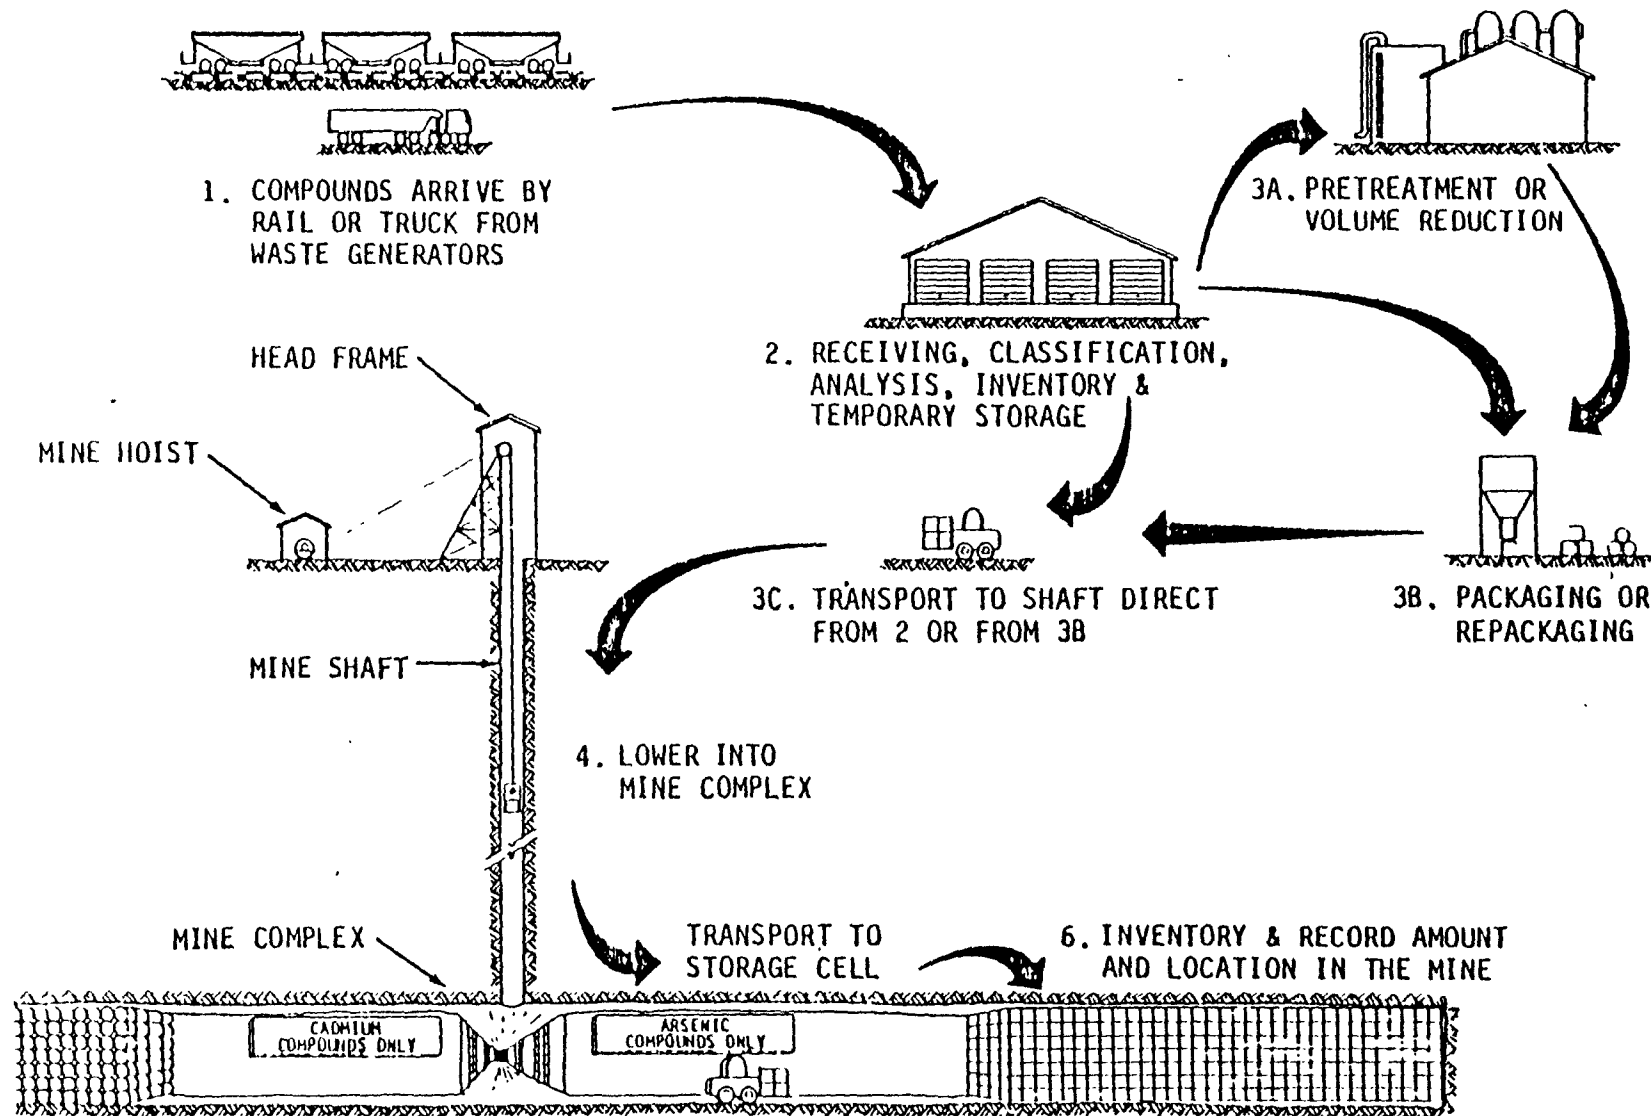 1. COMPOUNDS ARRIVE BY
RAIL OR TRUCK FROM
WASTE GENERATORS
3A. PRETREATMENT OR
VOLUME REDUCTION
2. RECEIVING, CLASSIFICATION,
ANALYSIS, INVENTORY &
TEMPORARY STORAGE
HEAD FRAME
MINE HOIST
3C. TRANSPORT TO SHAFT DIRECT
FROM 2 OR FROM 3B
3B. PACKAGING OR
REPACKAGING
MINE SHAFT
4. LOWER INTO
MINE COMPLEX
MINE COMPLEX
TRANSPORT TO
STORAGE CELL
6. INVENTORY & RECORD AMOUNT
AND LOCATION IN THE MINE
CADMIUM
COMPOUNDS ONLY
ARSENIC
COMPOUNDS ONLY